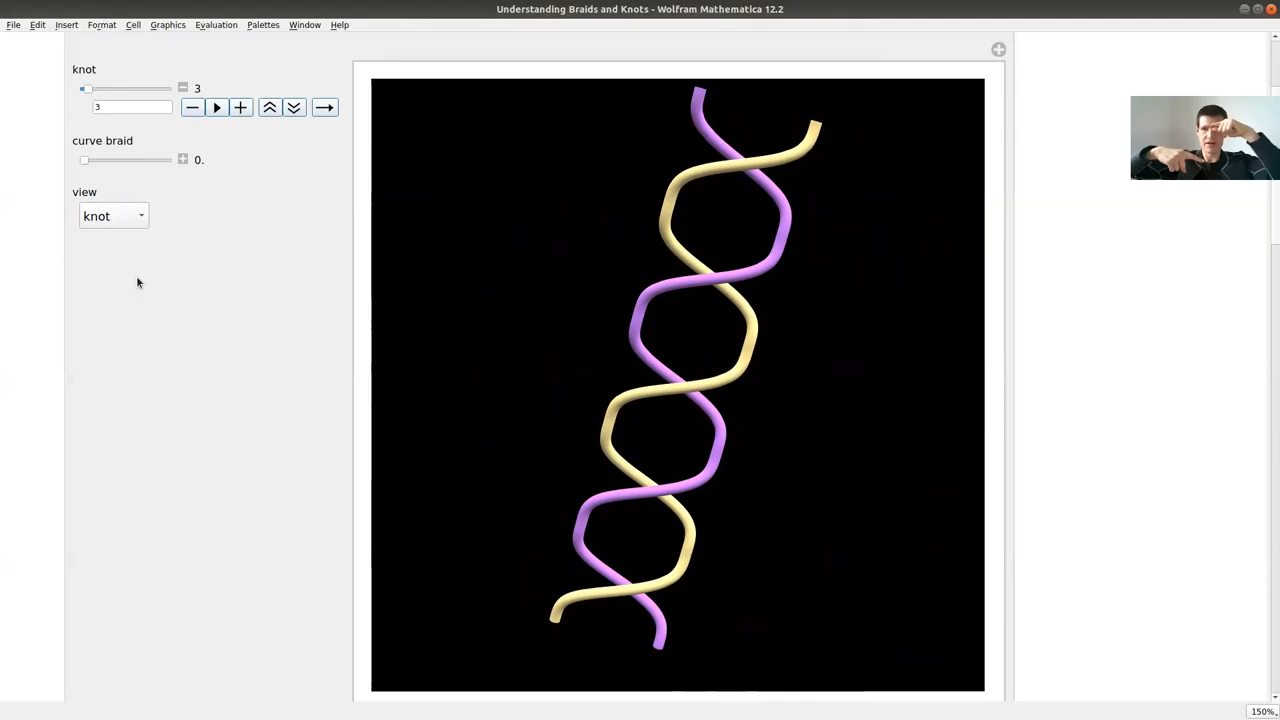 Understanding Braids and Knots - Wolfram Mathematica 12.2
File Edit Insert Format Cell Graphics Evaluation Palettes Window Help
knot
3
3
curve braid
0.
view
knot
150%